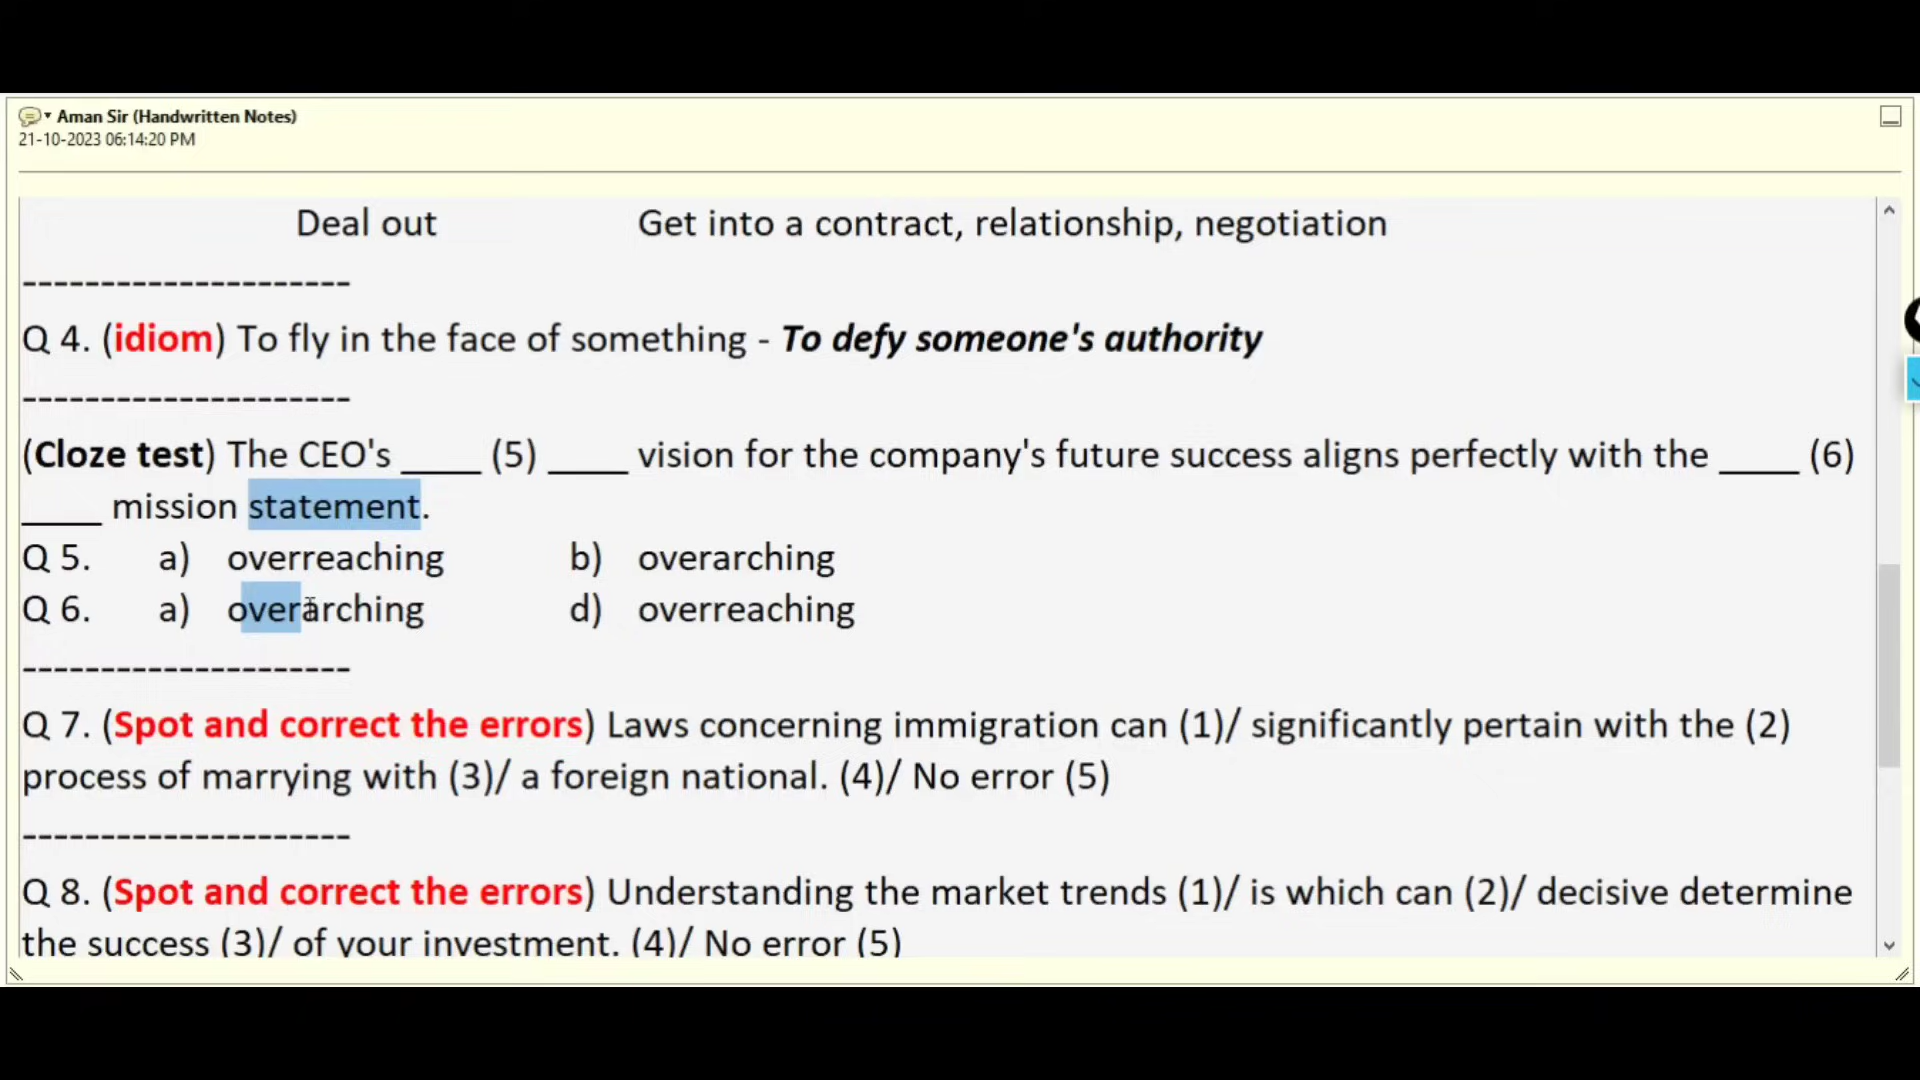 Aman Sir (Handwritten Notes)
21-10-2023 06:14:20 PM
Deal out Get into a contract, relationship, negotiation
---------------------
Q 4. (idiom) To fly in the face of something - To defy someone's authority
---------------------
(Cloze test) The CEO's ____ (5) ____ vision for the company's future success aligns perfectly with the ____ (6)
____ mission statement.
Q 5. a) overreaching b) overarching
Q 6. a) overarching d) overreaching
---------------------
Q 7. (Spot and correct the errors) Laws concerning immigration can (1)/ significantly pertain with the (2)
process of marrying with (3)/ a foreign national. (4)/ No error (5)
---------------------
Q 8. (Spot and correct the errors) Understanding the market trends (1)/ is which can (2)/ decisive determine
the success (3)/ of your investment. (4)/ No error (5)